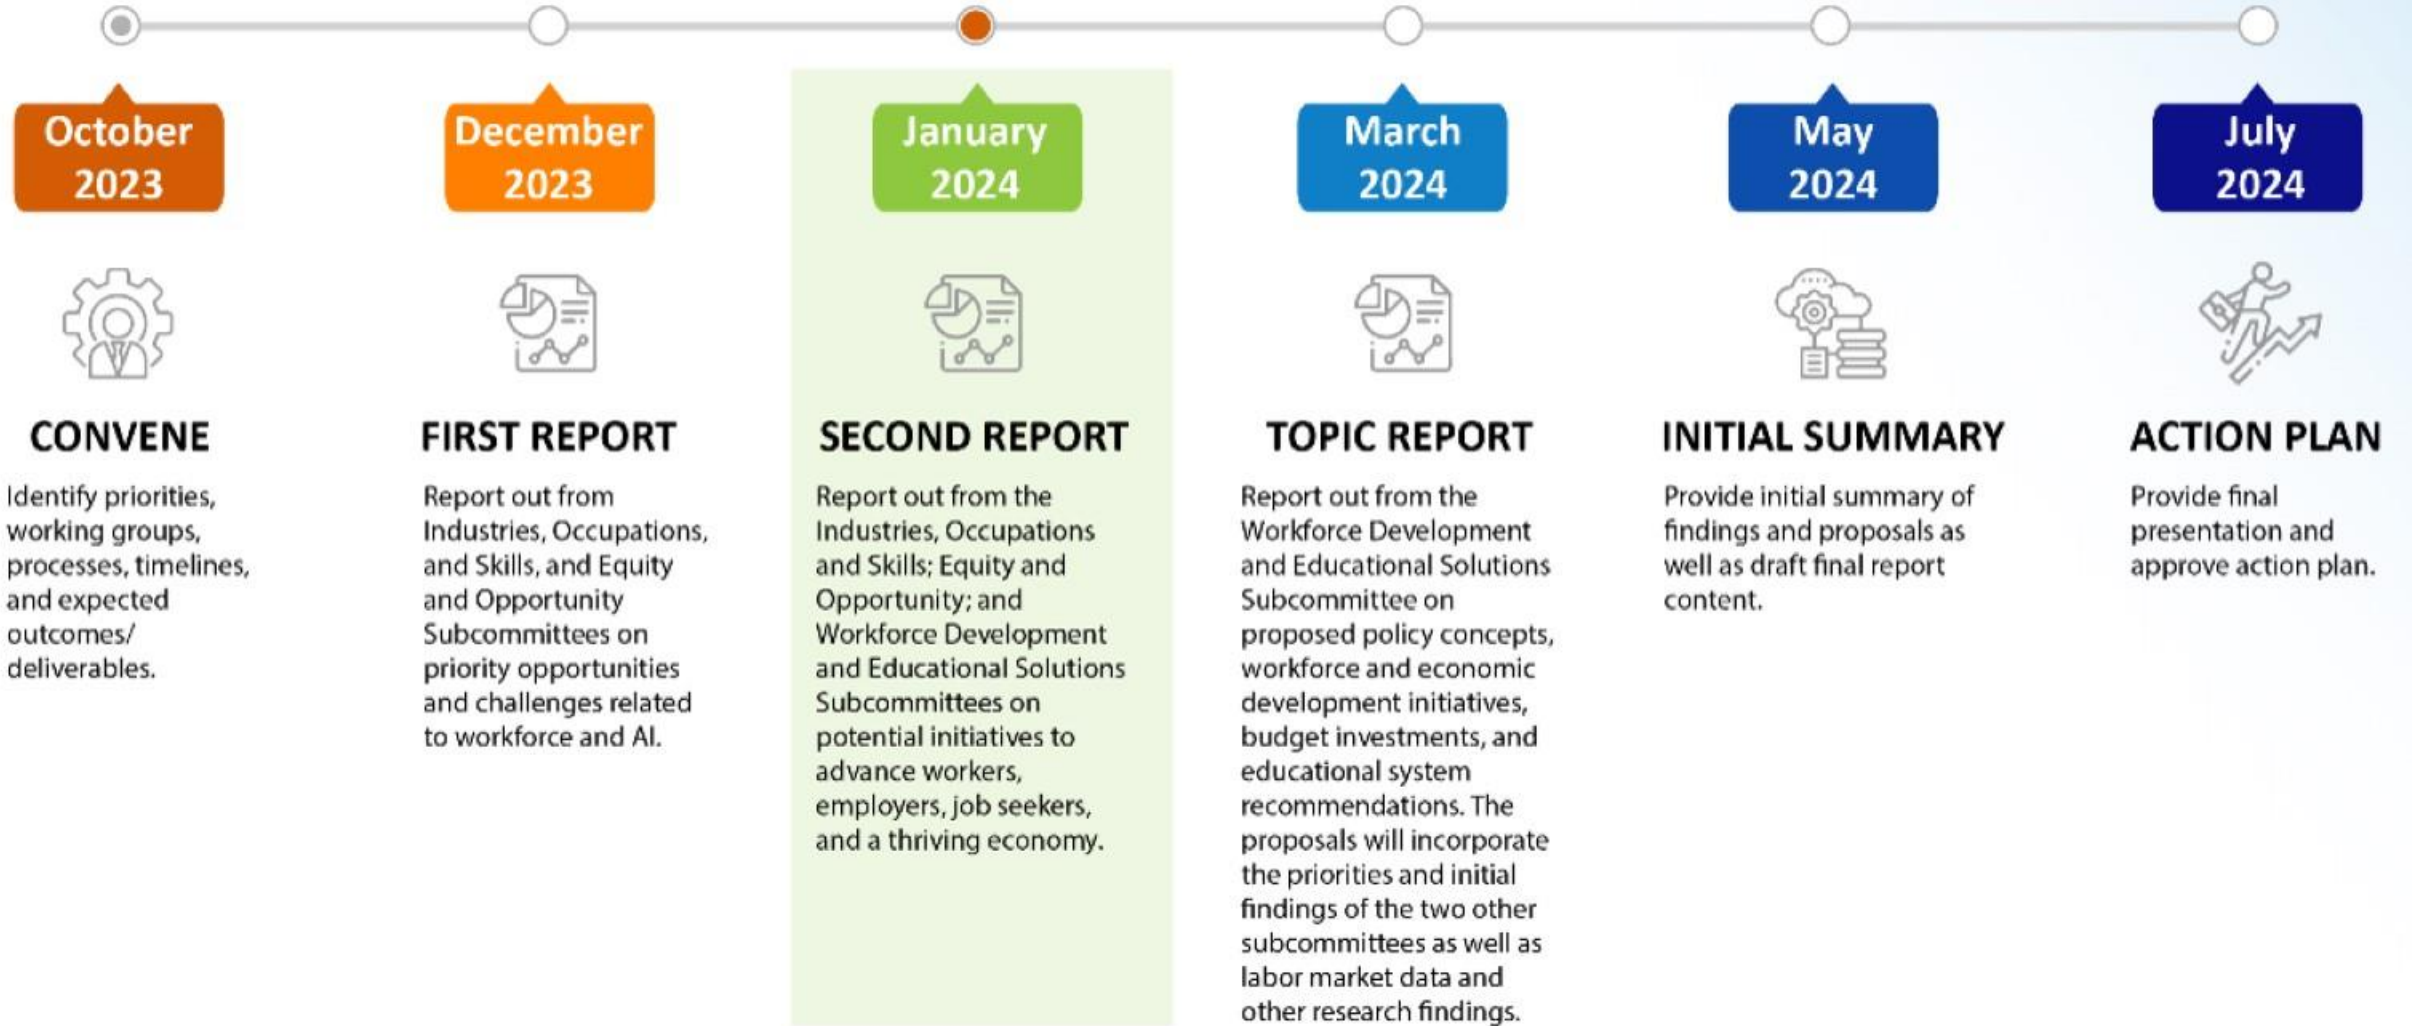 October
2023
December
2023
January
2024
March
2024
May
2024
July
2024
CONVENE
Identify priorities,
working groups,
processes, timelines,
and expected
outcomes/
deliverables.
FIRST REPORT
Report out from
Industries, Occupations,
and Skills, and Equity
and Opportunity
Subcommittees on
priority opportunities
and challenges related
to workforce and AI.
SECOND REPORT
Report out from the
Industries, Occupations
and Skills; Equity and
Opportunity; and
Workforce Development
and Educational Solutions
Subcommittees on
potential initiatives to
advance workers,
employers, job seekers,
and a thriving economy.
TOPIC REPORT
Report out from the
Workforce Development
and Educational Solutions
Subcommittee on
proposed policy concepts,
workforce and economic
development initiatives,
budget investments, and
educational system
recommendations. The
proposals will incorporate
the priorities and initial
findings of the two other
subcommittees as well as
labor market data and
other research findings.
INITIAL SUMMARY
Provide initial summary of
findings and proposals as
well as draft final report
content.
ACTION PLAN
Provide final
presentation and
approve action plan.